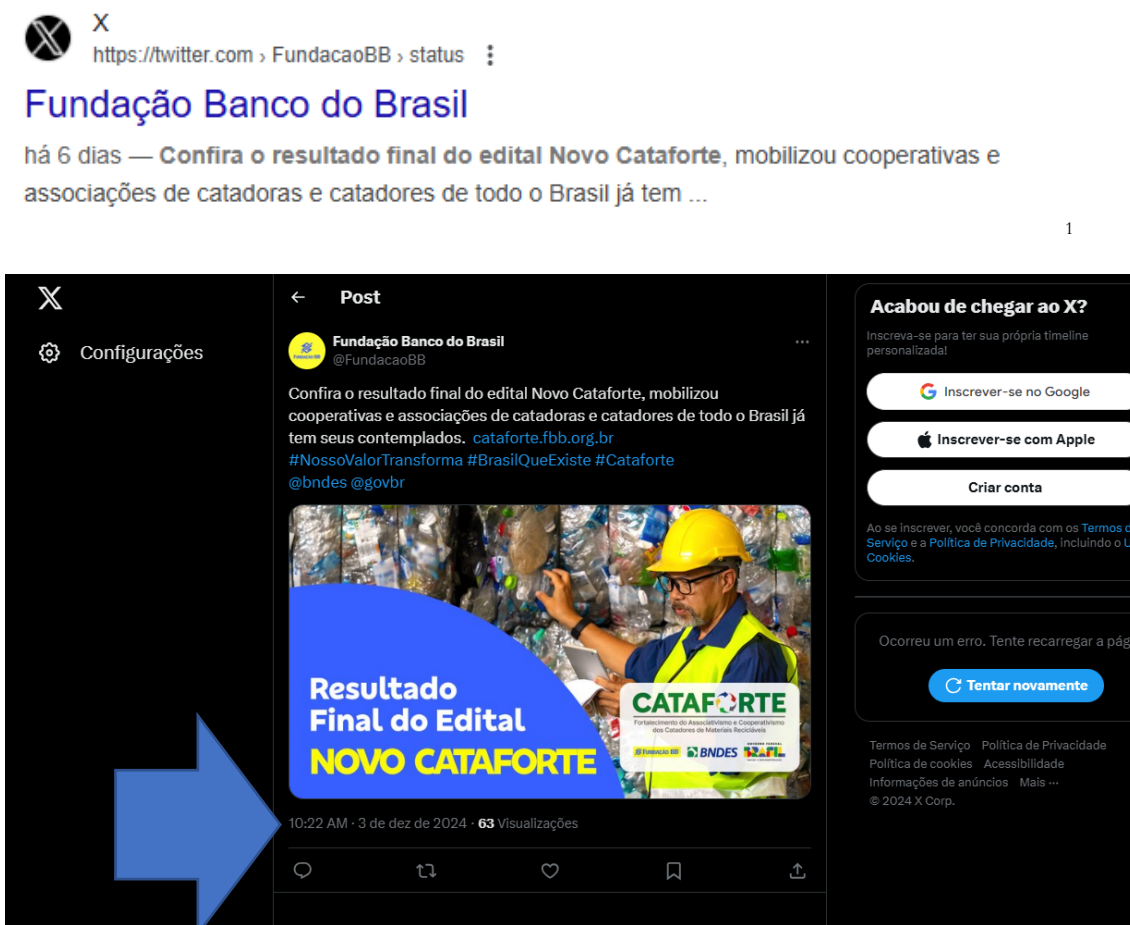 X
https://twitter.com › FundacaoBB › status
Fundação Banco do Brasil
há 6 dias — Confira o resultado final do edital Novo Cataforte, mobilizou cooperativas e
associações de catadoras e catadores de todo o Brasil já tem ...
1
Configurações
Post
Fundação Banco do Brasil
@FundacaoBB
Confira o resultado final do edital Novo Cataforte, mobilizou
cooperativas e associações de catadoras e catadores de todo o Brasil já
tem seus contemplados. cataforte.fbb.org.br
#NossoValorTransforma #BrasilQueExiste #Cataforte
@bndes @govbr
Resultado
Final do Edital
NOVO CATAFORTE
CATAFORTE
Fortalecimento do Associativismo e Cooperativismo
dos Catadores de Materiais Recicláveis
FUNDAÇÃO BB BNDES GOVERNO FEDERAL BRASIL
10:22 AM · 3 de dez de 2024 · 63 Visualizações
Acabou de chegar ao X?
Inscreva-se para ter sua própria timeline
personalizada!
Inscrever-se no Google
Inscrever-se com Apple
Criar conta
Ao se inscrever, você concorda com os Termos d
Serviço e a Política de Privacidade, incluindo o U
Cookies.
Ocorreu um erro. Tente recarregar a pág
Tentar novamente
Termos de Serviço Política de Privacidade
Política de cookies Acessibilidade
Informações de anúncios Mais ···
© 2024 X Corp.